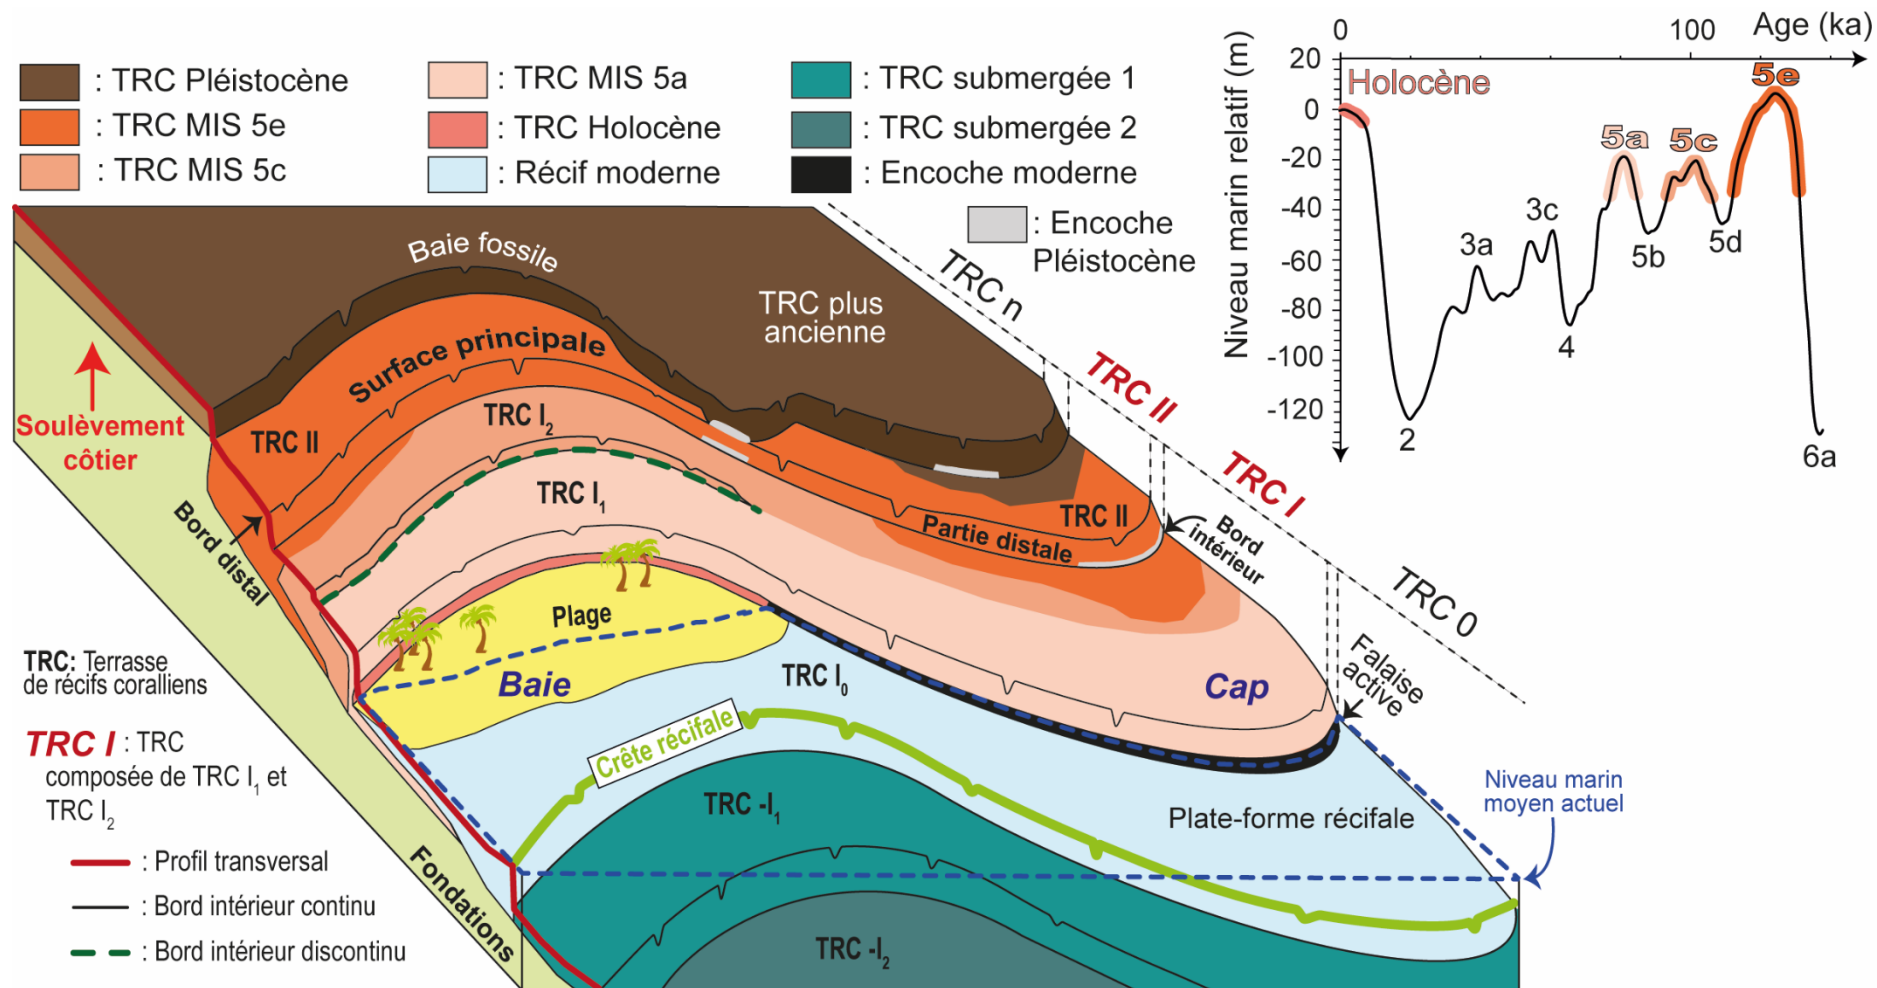 : TRC Pléistocène
: TRC MIS 5e
: TRC MIS 5c
: TRC MIS 5a
: TRC Holocène
: Récif moderne
: TRC submergée 1
: TRC submergée 2
: Encoche moderne
: Encoche
Pléistocène
0
100
Age (ka)
Niveau marin relatif (m)
20
0
-20
-40
-60
-80
-100
-120
Holocène
5e
5a
5c
3c
3a
5b
5d
4
2
6a
Baie fossile
TRC plus
ancienne
TRC n
TRC II
TRC I
TRC 0
Surface principale
Soulèvement
côtier
TRC II
TRC I2
TRC I1
TRC II
Partie distale
Bord distal
Bord
intérieur
Plage
Baie
TRC I0
Cap
Falaise
active
Crête récifale
TRC -I1
Plate-forme récifale
Niveau marin
moyen actuel
TRC -I2
Fondations
TRC: Terrasse
de récifs coralliens
TRC I : TRC
composée de TRC I1 et
TRC I2
: Profil transversal
: Bord intérieur continu
: Bord intérieur discontinu